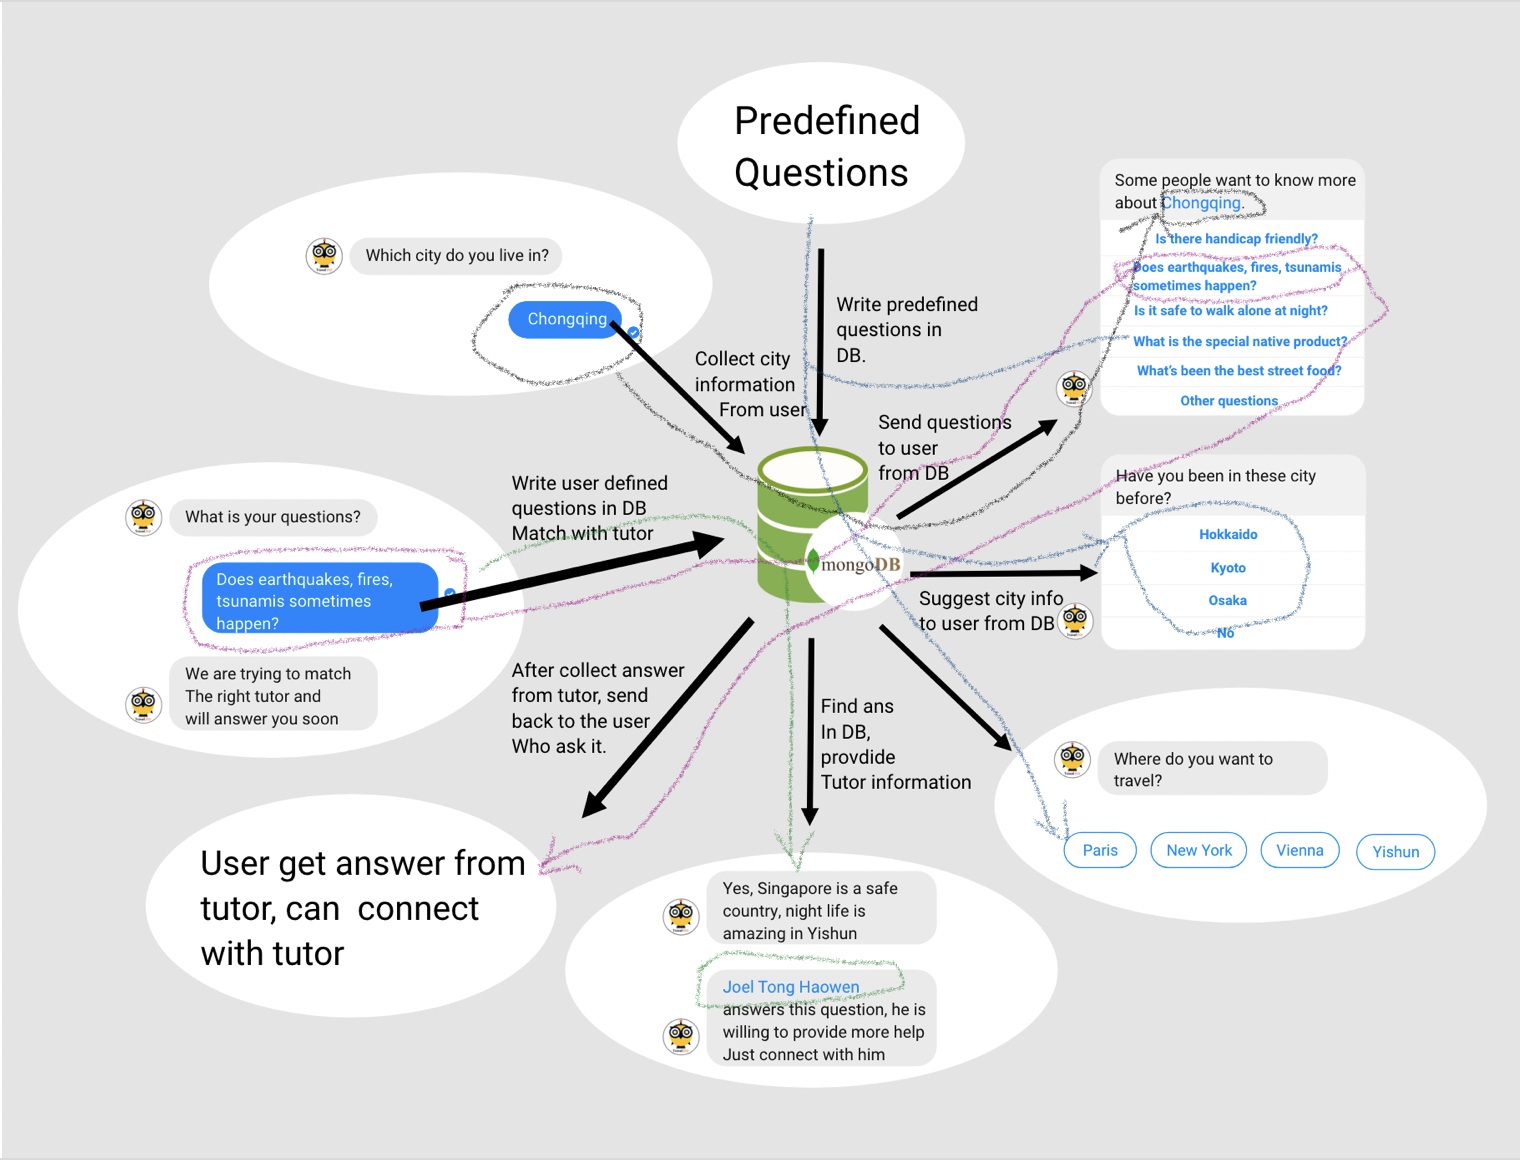 Predefined
Questions
Which city do you live in?
Chongqing
Collect city
information
From user
Write predefined
questions in
DB.
Some people want to know more
about Chongqing.
Is there handicap friendly?
Does earthquakes, fires, tsunamis
sometimes happen?
Is it safe to walk alone at night?
What is the special native product?
What's been the best street food?
Other questions
Send questions
to user
from DB
Have you been in these city
before?
Hokkaido
Kyoto
Osaka
No
What is your questions?
Does earthquakes, fires,
tsunamis sometimes
happen?
We are trying to match
The right tutor and
will answer you soon
Write user defined
questions in DB
Match with tutor
mongoDB
Suggest city info
to user from DB
After collect answer
from tutor, send
back to the user
Who ask it.
Find ans
In DB,
provdide
Tutor information
Where do you want to
travel?
Paris
New York
Vienna
Yishun
User get answer from
tutor, can connect
with tutor
Yes, Singapore is a safe
country, night life is
amazing in Yishun
Joel Tong Haowen
answers this question, he is
willing to provide more help
Just connect with him